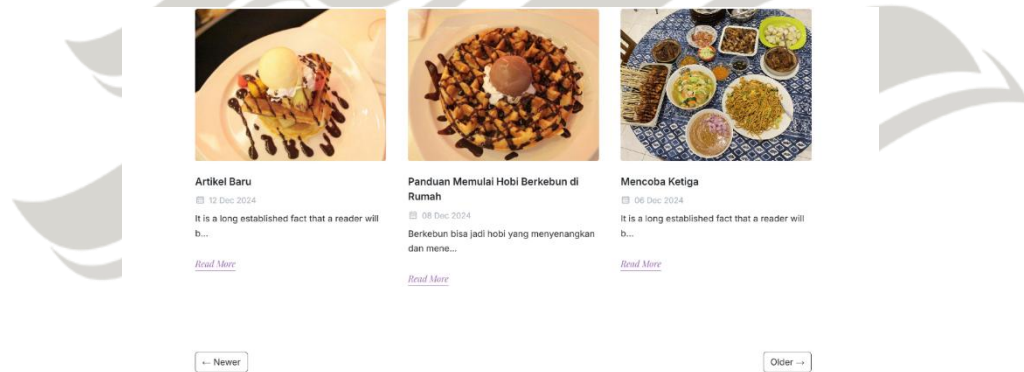 Artikel Baru
12 Dec 2024
It is a long established fact that a reader will
b...
Read More
Panduan Memulai Hobi Berkebun di
Rumah
08 Dec 2024
Berkebun bisa jadi hobi yang menyenangkan
dan mene...
Read More
Mencoba Ketiga
06 Dec 2024
It is a long established fact that a reader will
b...
Read More
← Newer
Older →